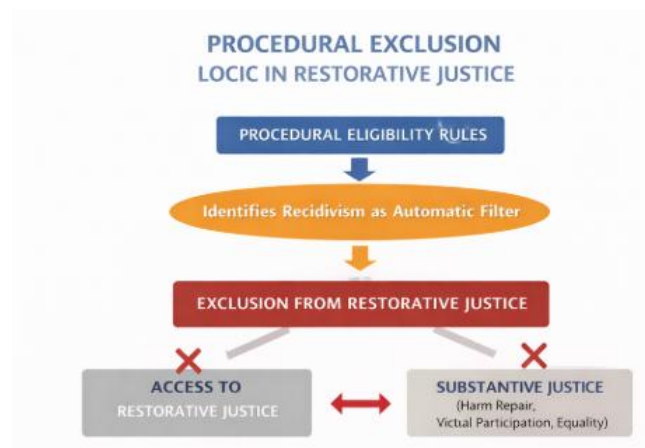 PROCEDURAL EXCLUSION
LOCIC IN RESTORATIVE JUSTICE
PROCEDURAL ELIGIBILITY RULES
Identifies Recidivism as Automatic Filter
EXCLUSION FROM RESTORATIVE JUSTICE
ACCESS TO
RESTORATIVE JUSTICE
SUBSTANTIVE JUSTICE
(Harm Repair,
Victual Participation, Equality)